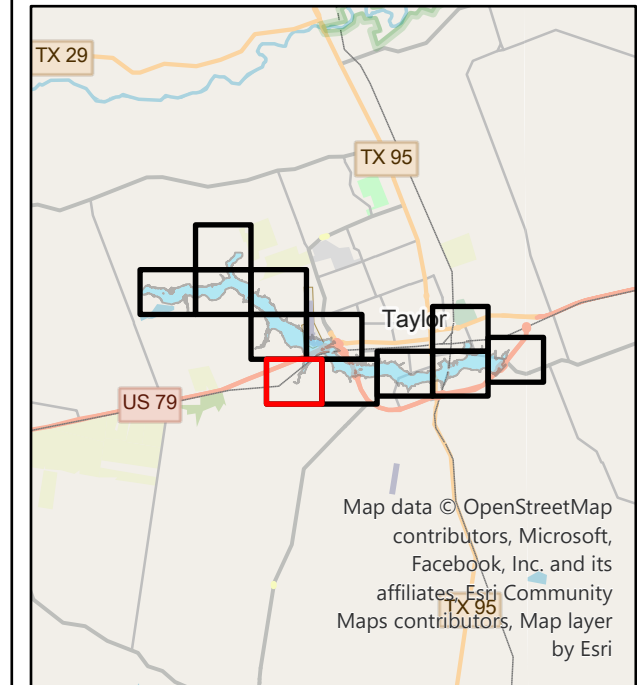 TX 29
TX 95
Taylor
US 79
Map data © OpenStreetMap
contributors, Microsoft,
Facebook, Inc. and its
affiliates, Esri Community
Maps contributors, Map layer
by Esri
TX 95